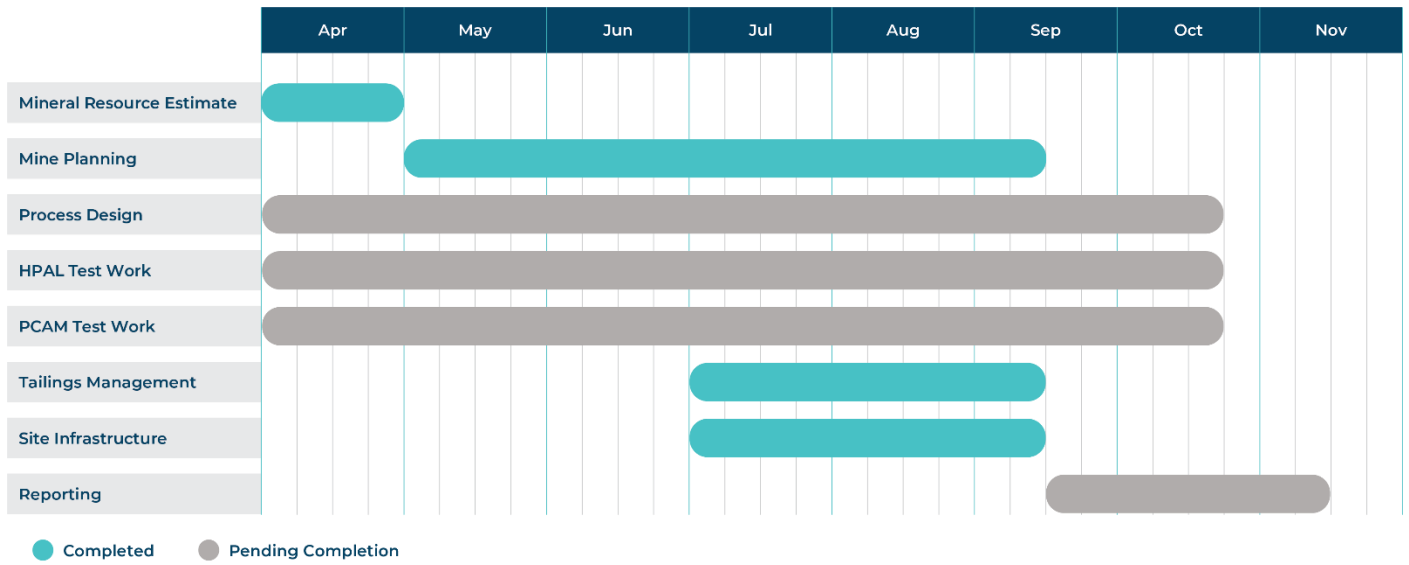 Apr May Jun Jul Aug Sep Oct Nov
Mineral Resource Estimate
Mine Planning
Process Design
HPAL Test Work
PCAM Test Work
Tailings Management
Site Infrastructure
Reporting
Completed Pending Completion